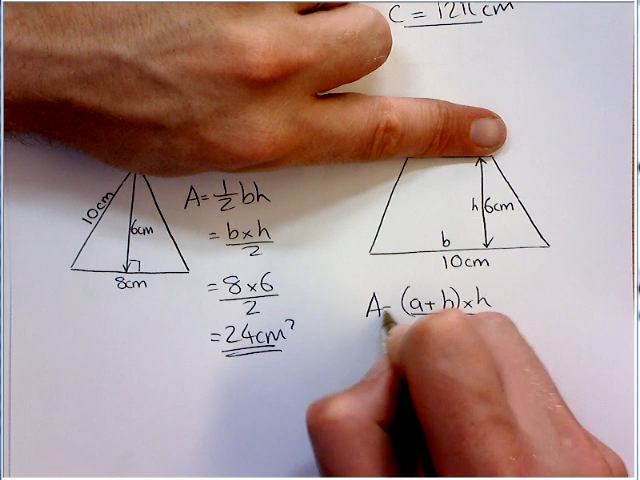 C = 12π cm
10cm
6cm
8cm
A = 1/2 bh
= b×h/2
= 8×6/2
= 24cm²
h 6cm
b
10cm
A= (a+b)×h